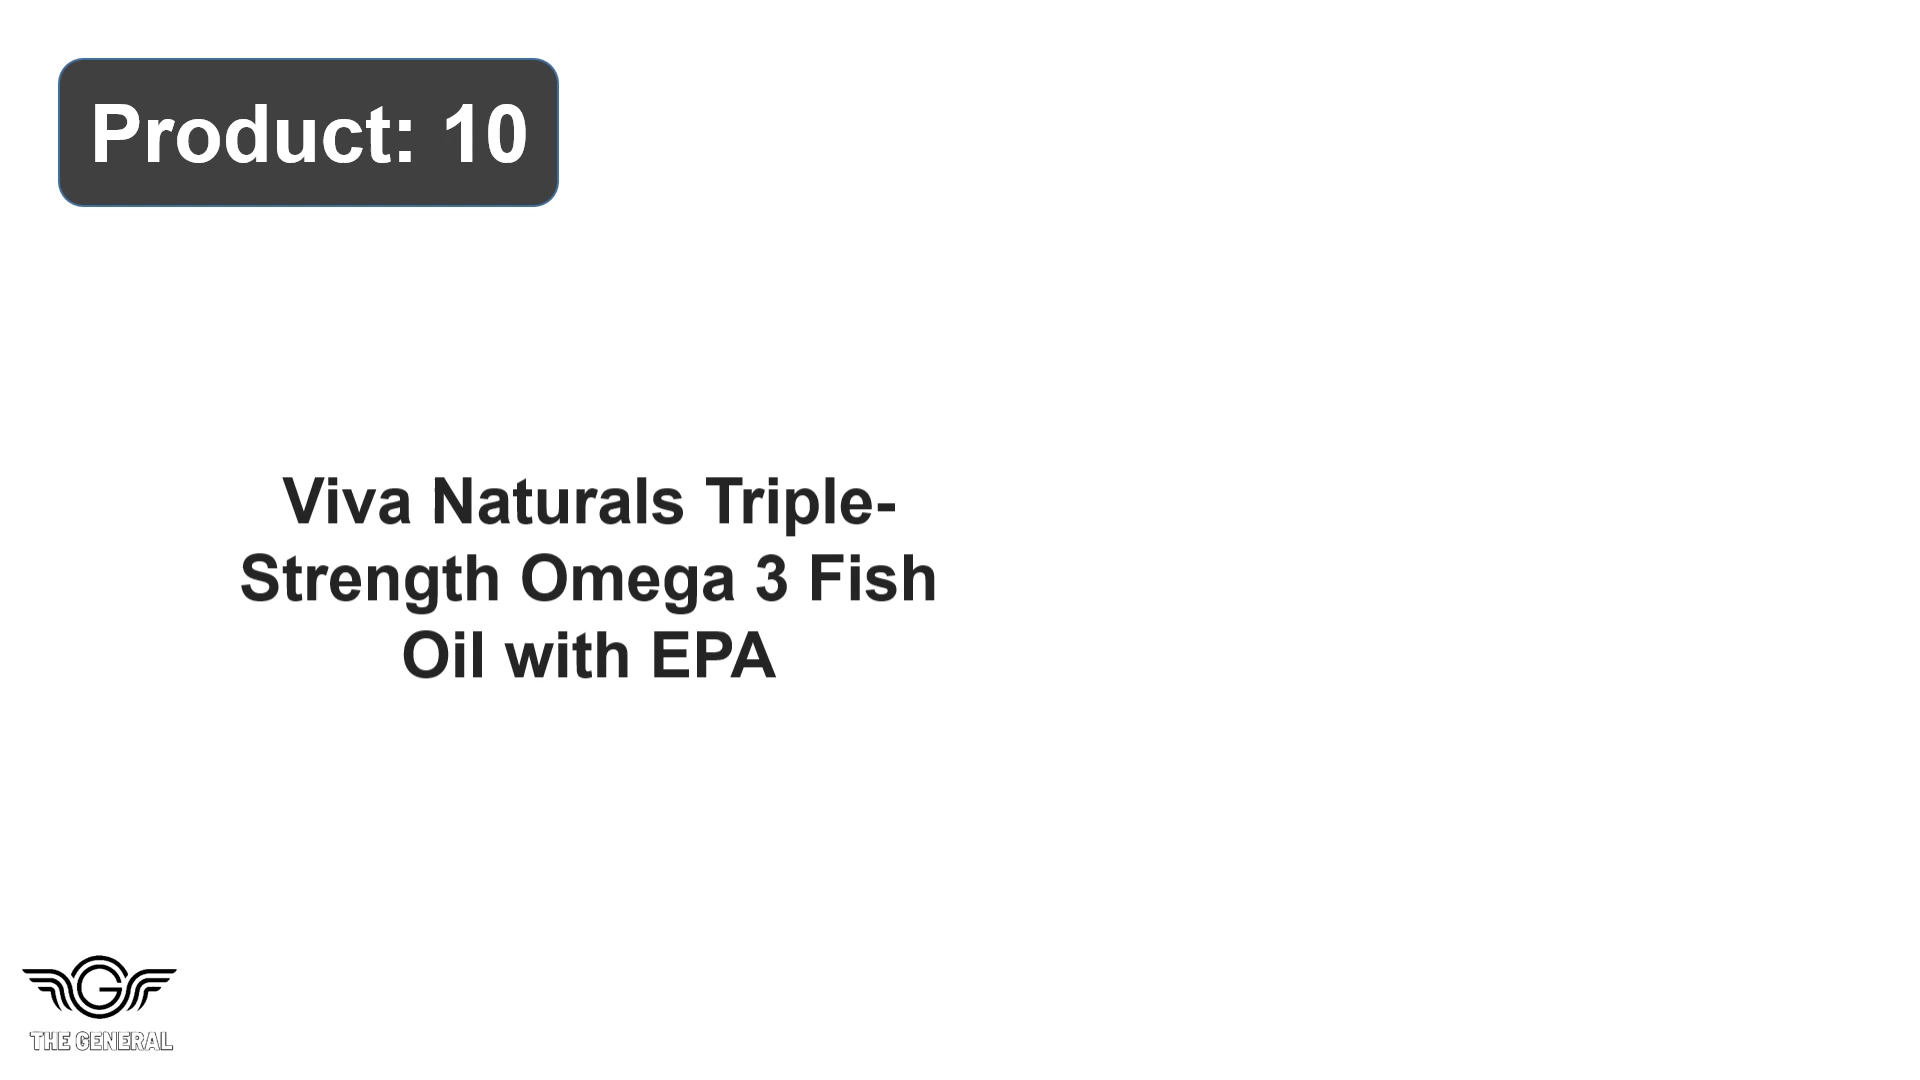 Product: 10
Viva Naturals Triple-
Strength Omega 3 Fish
Oil with EPA
G
THE GENERAL